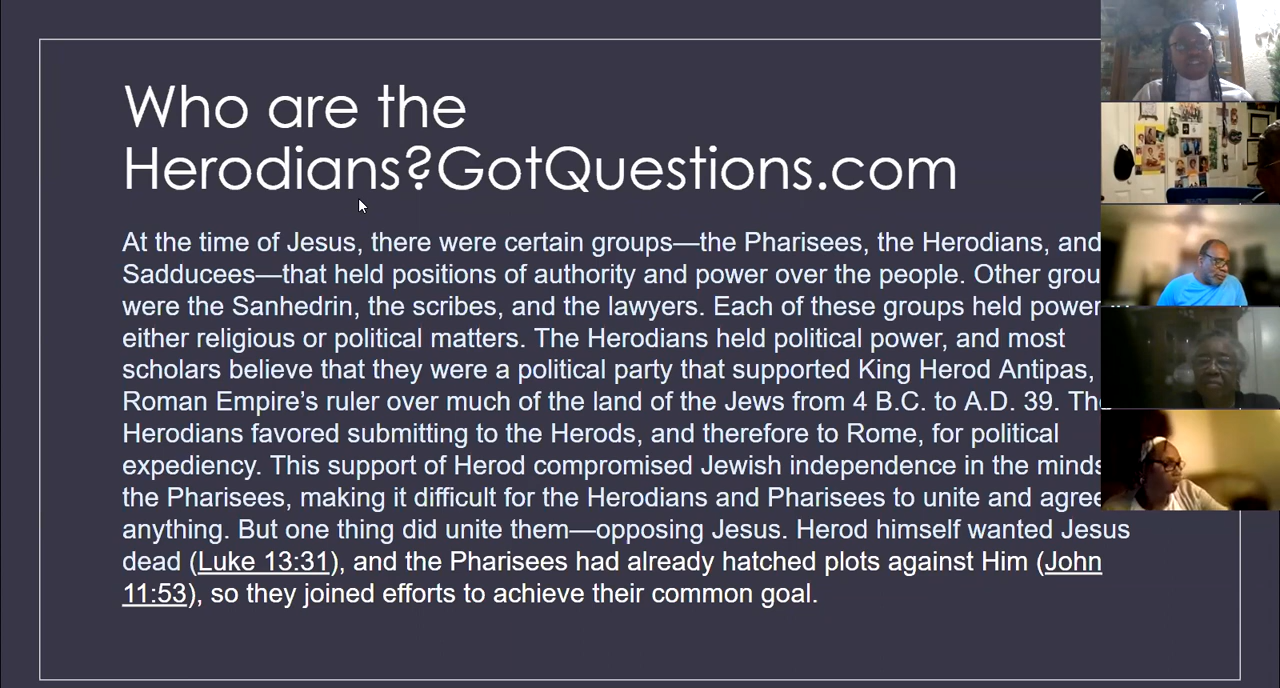 Who are the
Herodians?GotQuestions.com
At the time of Jesus, there were certain groups—the Pharisees, the Herodians, and
Sadducees—that held positions of authority and power over the people. Other
were the Sanhedrin, the scribes, and the lawyers. Each of these groups held power
either religious or political matters. The Herodians held political power, and most
scholars believe that they were a political party that supported King Herod Antipas,
Roman Empire’s ruler over much of the land of the Jews from 4 B.C. to A.D. 39.
Herodians favored submitting to the Herods, and therefore to Rome, for political
expediency. This support of Herod compromised Jewish independence in the minds
the Pharisees, making it difficult for the Herodians and Pharisees to unite and agree
anything. But one thing did unite them—opposing Jesus. Herod himself wanted Jesus
dead (Luke 13:31), and the Pharisees had already hatched plots against Him (John
11:53), so they joined efforts to achieve their common goal.